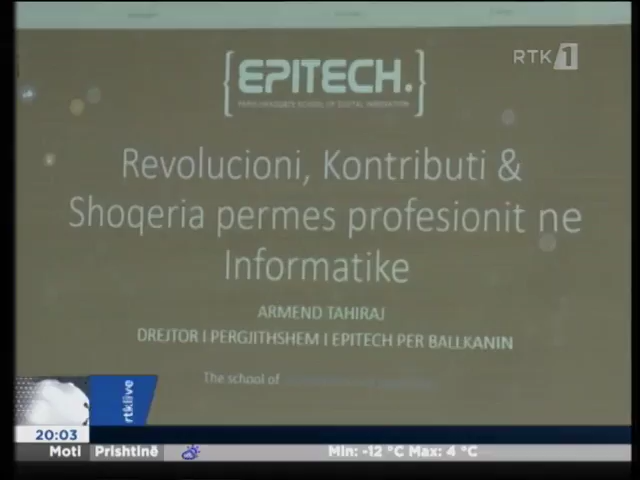 {EPITECH.}
RTK 1
Revolucioni, Kontributi &
Shoqeria permes profesionit ne
Informatike
ARMEND TAHIRAJ
DREJTOR I PERGJITHSHEM I EPITECH PER BALLKANIN
The school of
rtklive
20:03
Moti Prishtinë Min: -12 °C Max: 4 °C